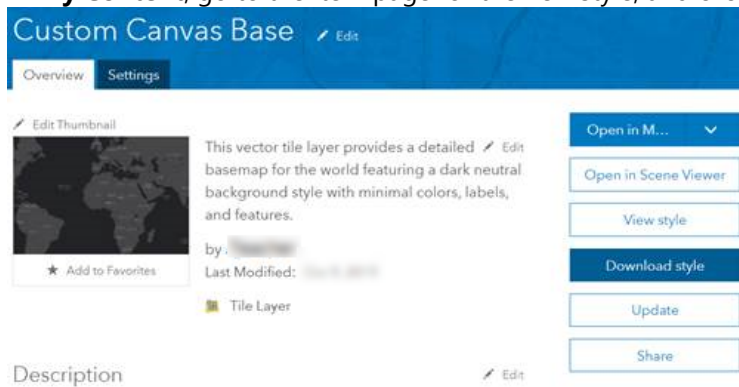 Custom Canvas Base Edit
Overview Settings
Edit Thumbnail
This vector tile layer provides a detailed Edit
basemap for the world featuring a dark neutral
background style with minimal colors, labels,
and features.
by
Last Modified:
Tile Layer
Add to Favorites
Open in M...
Open in Scene Viewer
View style
Download style
Update
Share
Description Edit